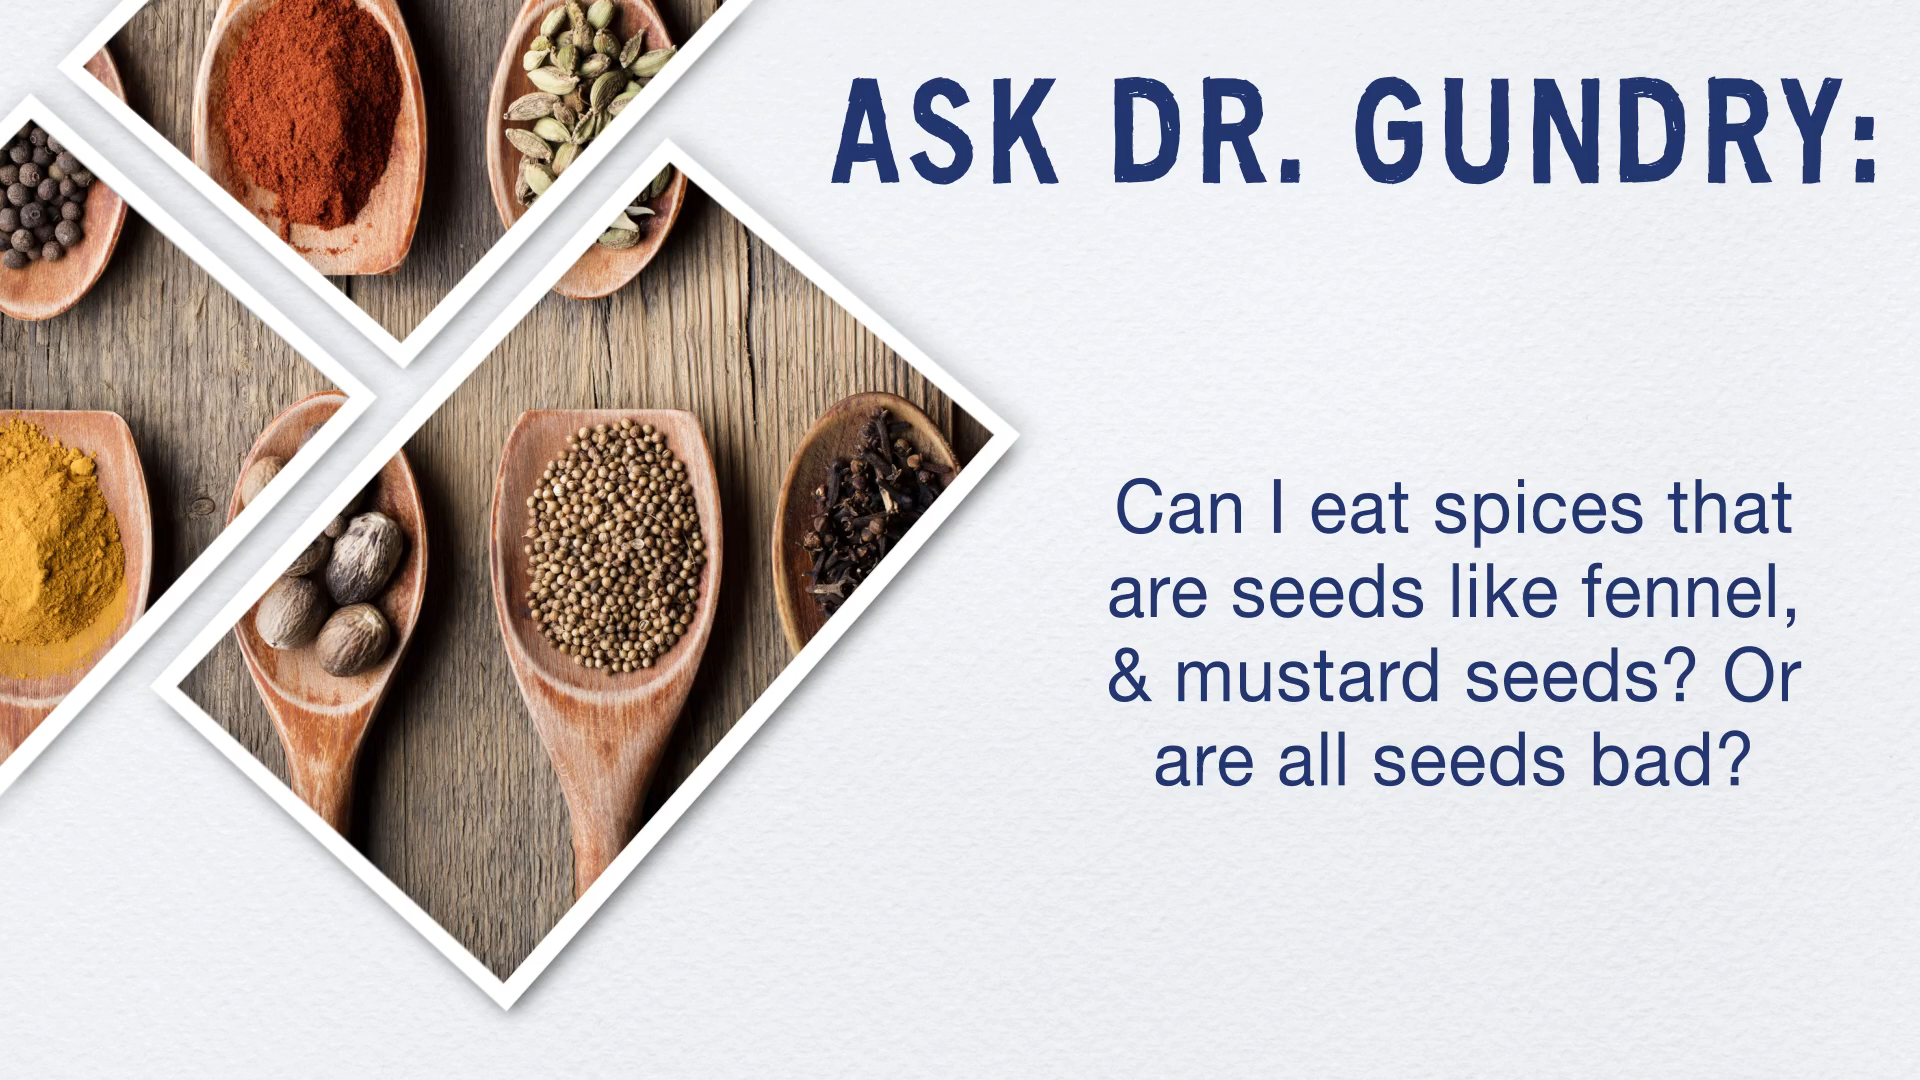 ASK DR. GUNDRY:
Can I eat spices that
are seeds like fennel,
& mustard seeds? Or
are all seeds bad?